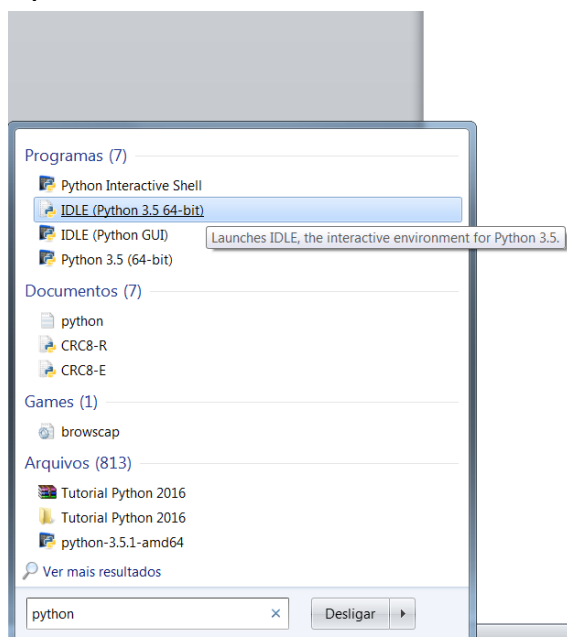 Programas (7)
Python Interactive Shell
IDLE (Python 3.5 64-bit)
IDLE (Python GUI)
Launches IDLE, the interactive environment for Python 3.5.
Python 3.5 (64-bit)
Documentos (7)
python
CRC8-R
CRC8-E
Games (1)
browscap
Arquivos (813)
Tutorial Python 2016
Tutorial Python 2016
python-3.5.1-amd64
Ver mais resultados
python
Desligar